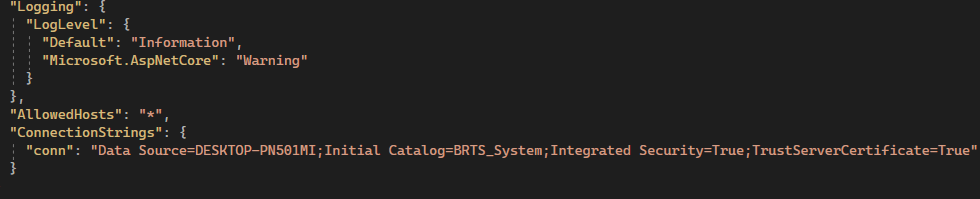 "Logging": {
"LogLevel": {
"Default": "Information",
"Microsoft.AspNetCore": "Warning"
}
},
"AllowedHosts": "*",
"ConnectionStrings": {
"conn": "Data Source=DESKTOP-PN501MI;Initial Catalog=BRTS_System;Integrated Security=True;TrustServerCertificate=True"
}